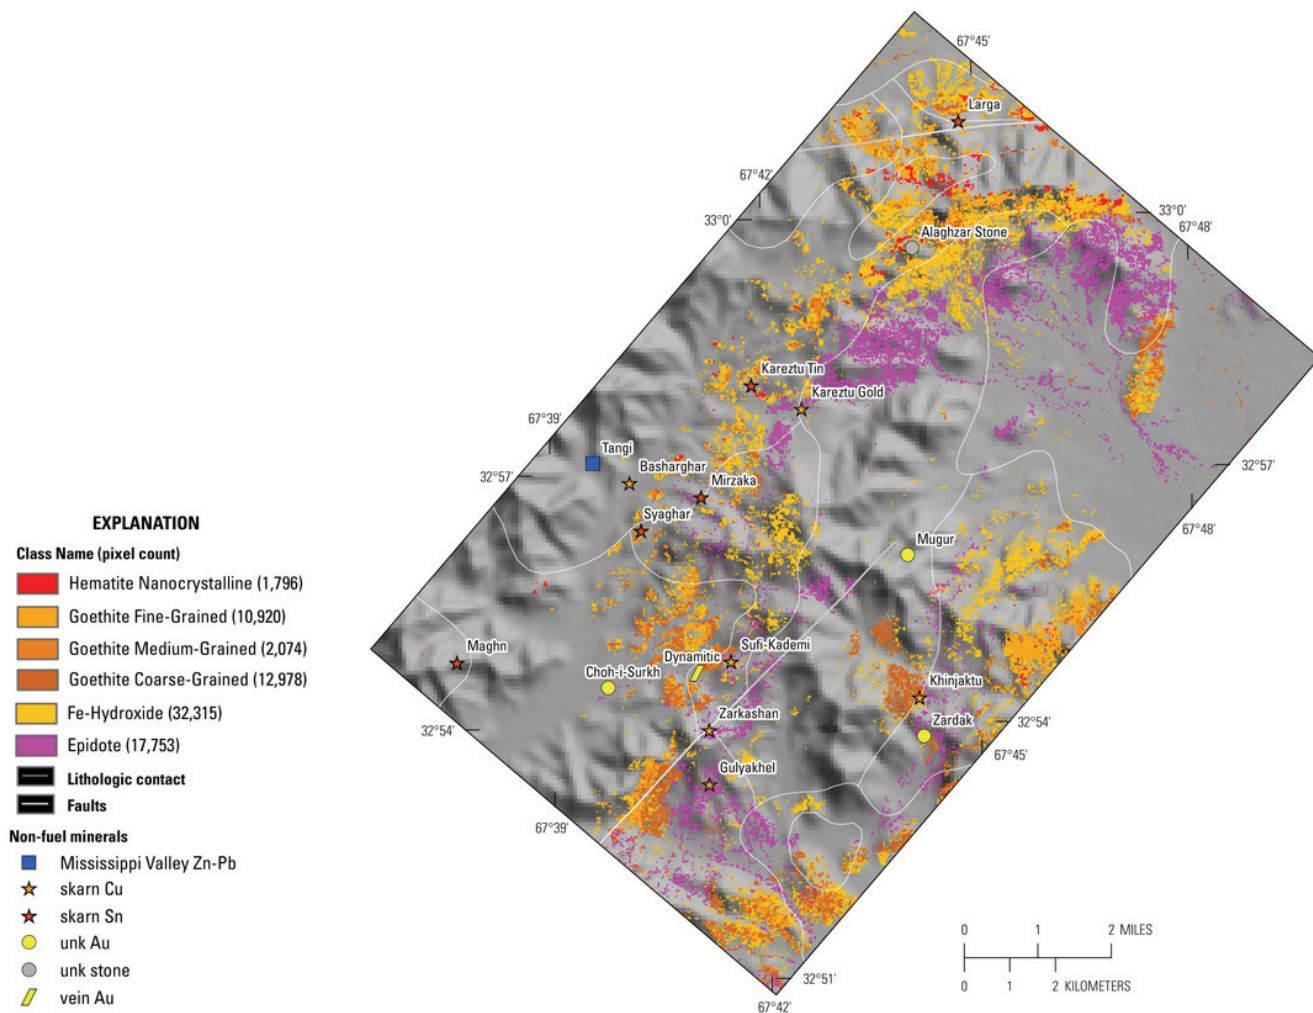 67°45'
Larga
67°42'
33°0'
33°0'
67°48'
Alaghzar Stone
Kareztu Tin
Kareztu Gold
67°39'
Tangi
32°57'
Basharghar
Mirzaka
32°57'
Syaghar
67°48'
Mugur
Maghn
Dynamitic
Sufi-Kademi
Choh-i-Surkh
Khinjaktu
Zarkashan
Zardak
32°54'
32°54'
67°45'
Gulyakhel
67°39'
32°51'
67°42'
EXPLANATION
Class Name (pixel count)
Hematite Nanocrystalline (1,796)
Goethite Fine-Grained (10,920)
Goethite Medium-Grained (2,074)
Goethite Coarse-Grained (12,978)
Fe-Hydroxide (32,315)
Epidote (17,753)
Lithologic contact
Faults
Non-fuel minerals
Mississippi Valley Zn-Pb
skarn Cu
skarn Sn
unk Au
unk stone
vein Au
0 1 2 MILES
0 1 2 KILOMETERS